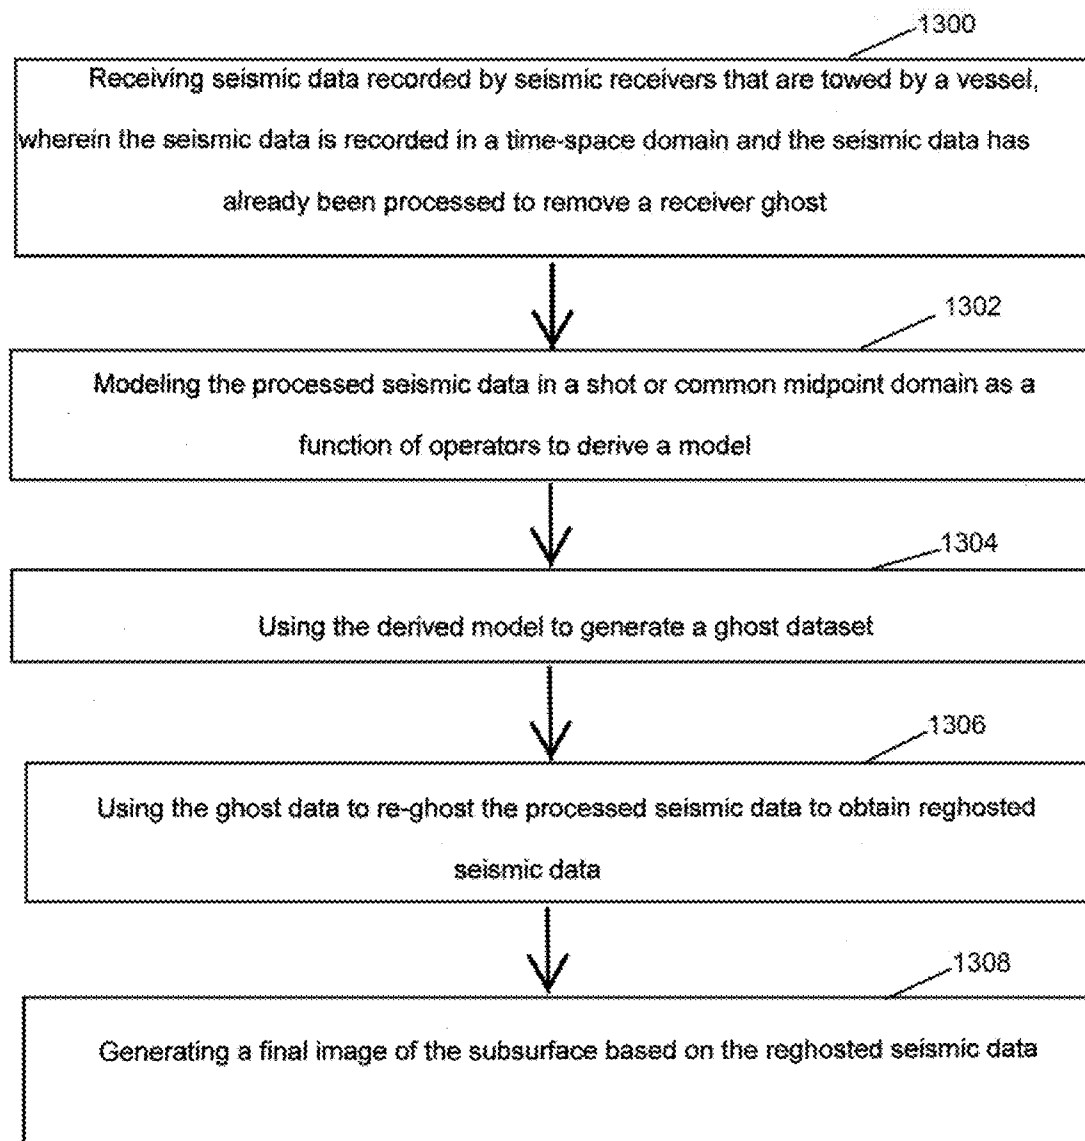 1300
Receiving seismic data recorded by seismic receivers that are towed by a vessel,
wherein the seismic data is recorded in a time-space domain and the seismic data has
already been processed to remove a receiver ghost
1302
Modeling the processed seismic data in a shot or common midpoint domain as a
function of operators to derive a model
1304
Using the derived model to generate a ghost dataset
1306
Using the ghost data to re-ghost the processed seismic data to obtain reghosted
seismic data
1308
Generating a final image of the subsurface based on the reghosted seismic data